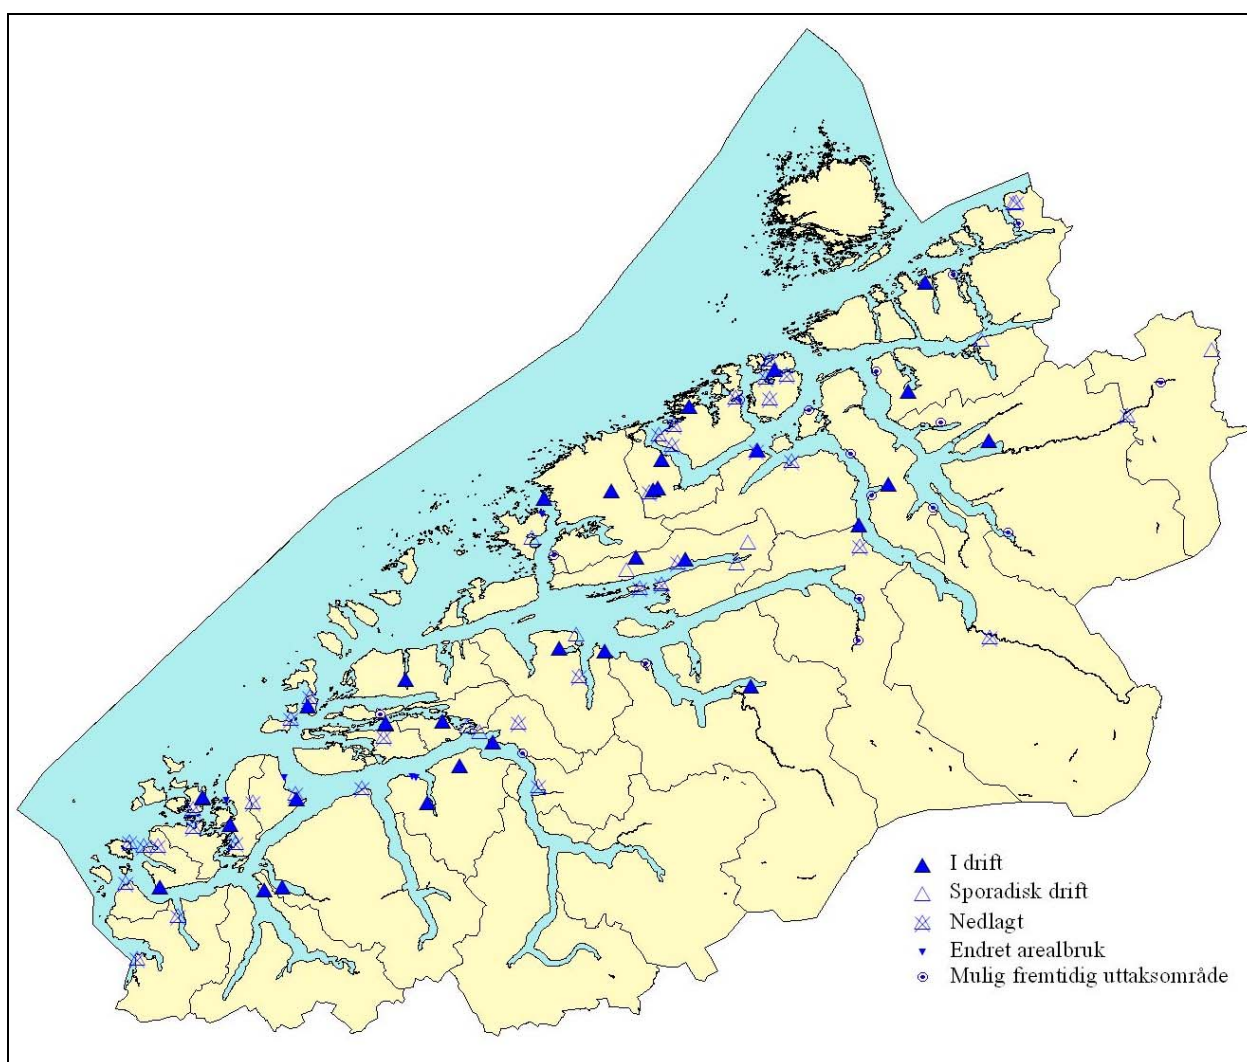 I drift
Sporadisk drift
Nedlagt
Endret arealbruk
Mulig fremtidig uttaksområde